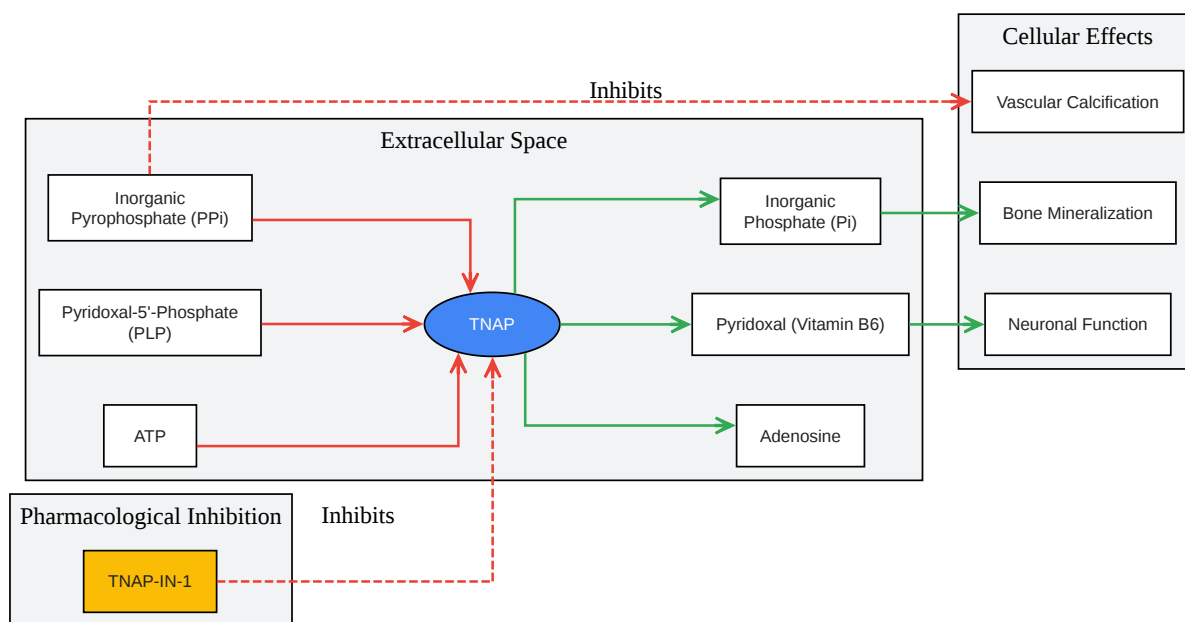 Cellular Effects
Inhibits
Vascular Calcification
Extracellular Space
Inorganic
Pyrophosphate (PPi)
Inorganic
Phosphate (Pi)
Bone Mineralization
Pyridoxal-5'-Phosphate
(PLP)
TNAP
Pyridoxal (Vitamin B6)
Neuronal Function
ATP
Adenosine
Pharmacological Inhibition
Inhibits
TNAP-IN-1